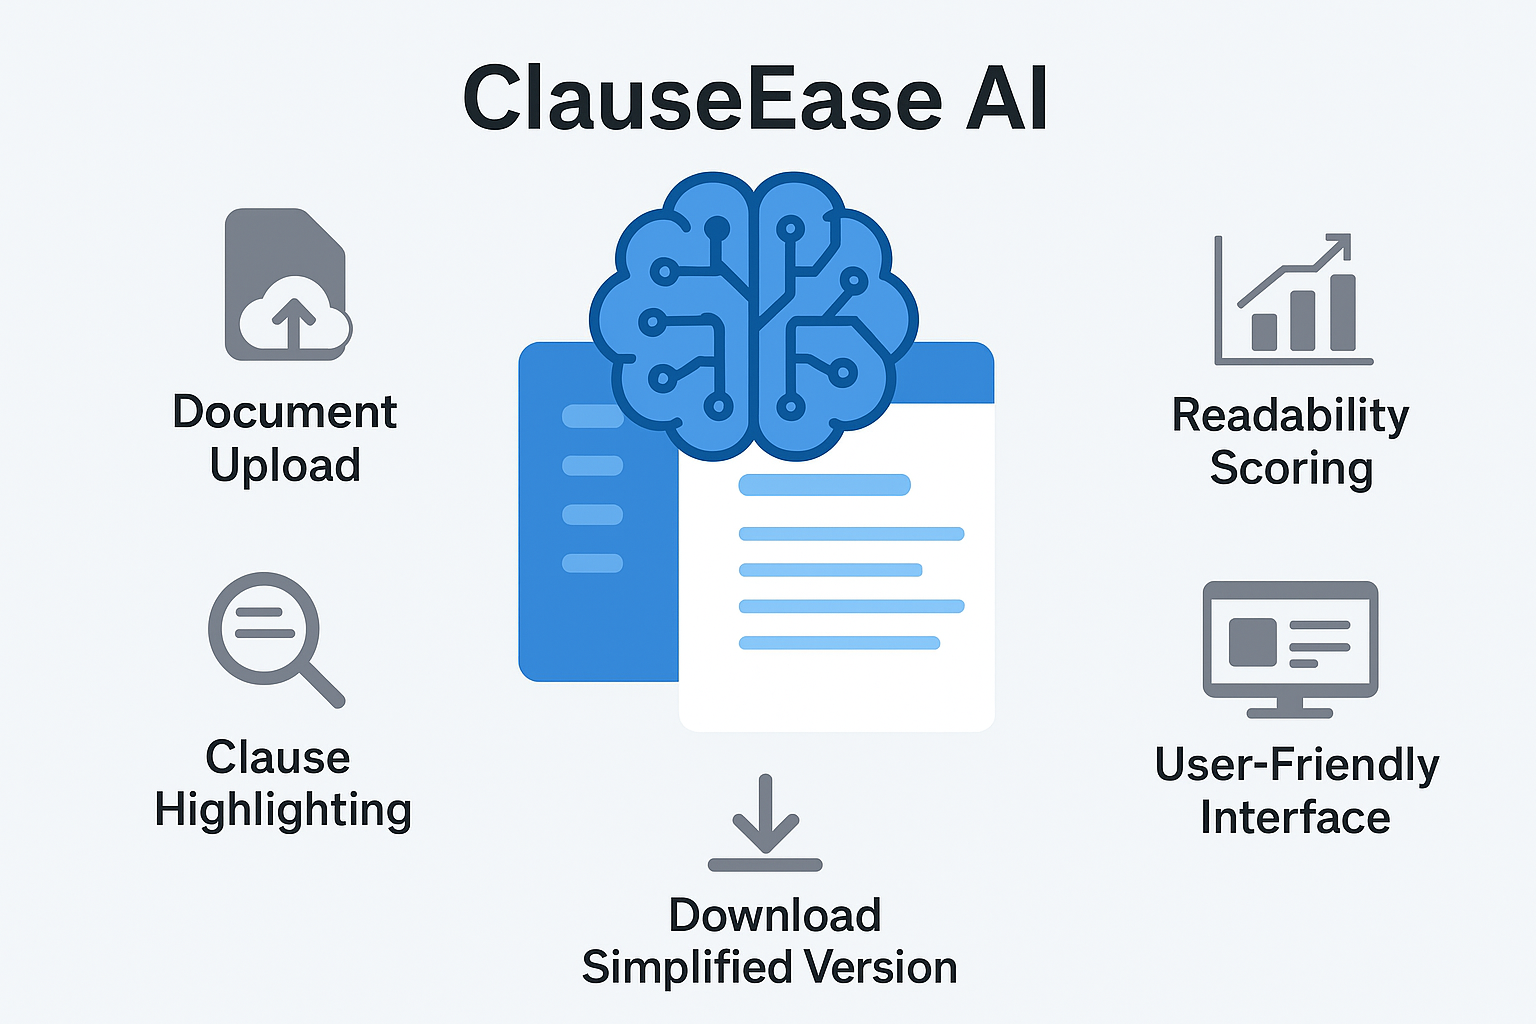 ClauseEase AI
Document
Upload
Readability
Scoring
Clause
Highlighting
User-Friendly
Interface
Download
Simplified Version